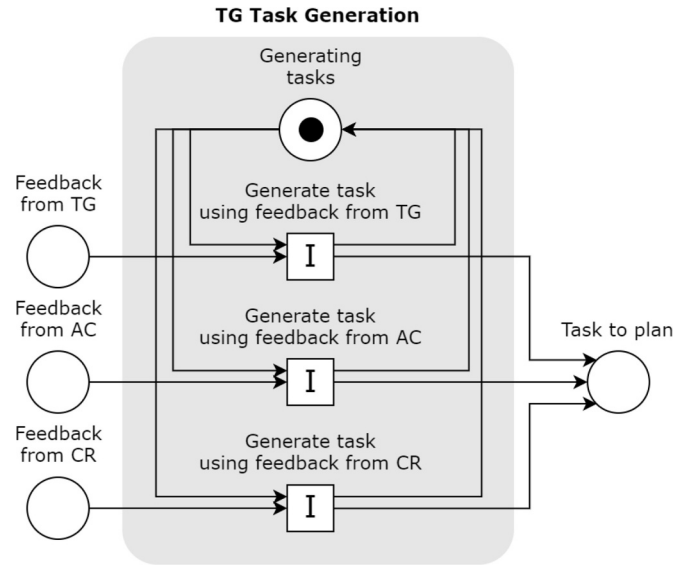 TG Task Generation
Generating
tasks
Feedback
from TG
Generate task
using feedback from TG
I
Feedback
from AC
Generate task
using feedback from AC
I
Task to plan
Feedback
from CR
Generate task
using feedback from CR
I